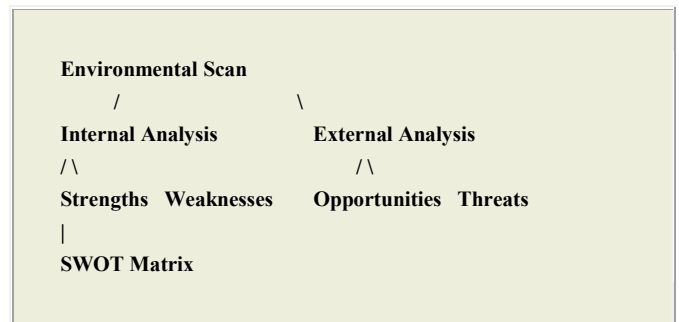 Environmental Scan
/ \
Internal Analysis External Analysis
/ \ / \
Strengths Weaknesses Opportunities Threats
|
SWOT Matrix